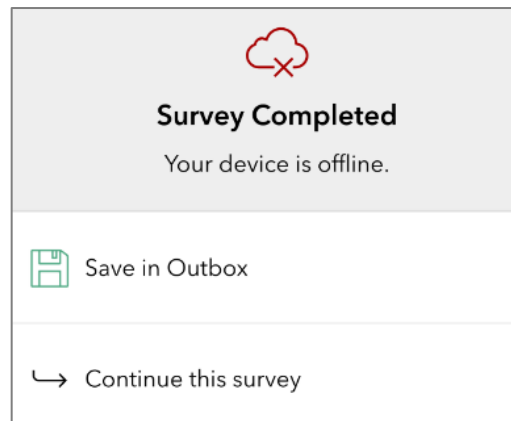 Survey Completed
Your device is offline.
Save in Outbox
Continue this survey